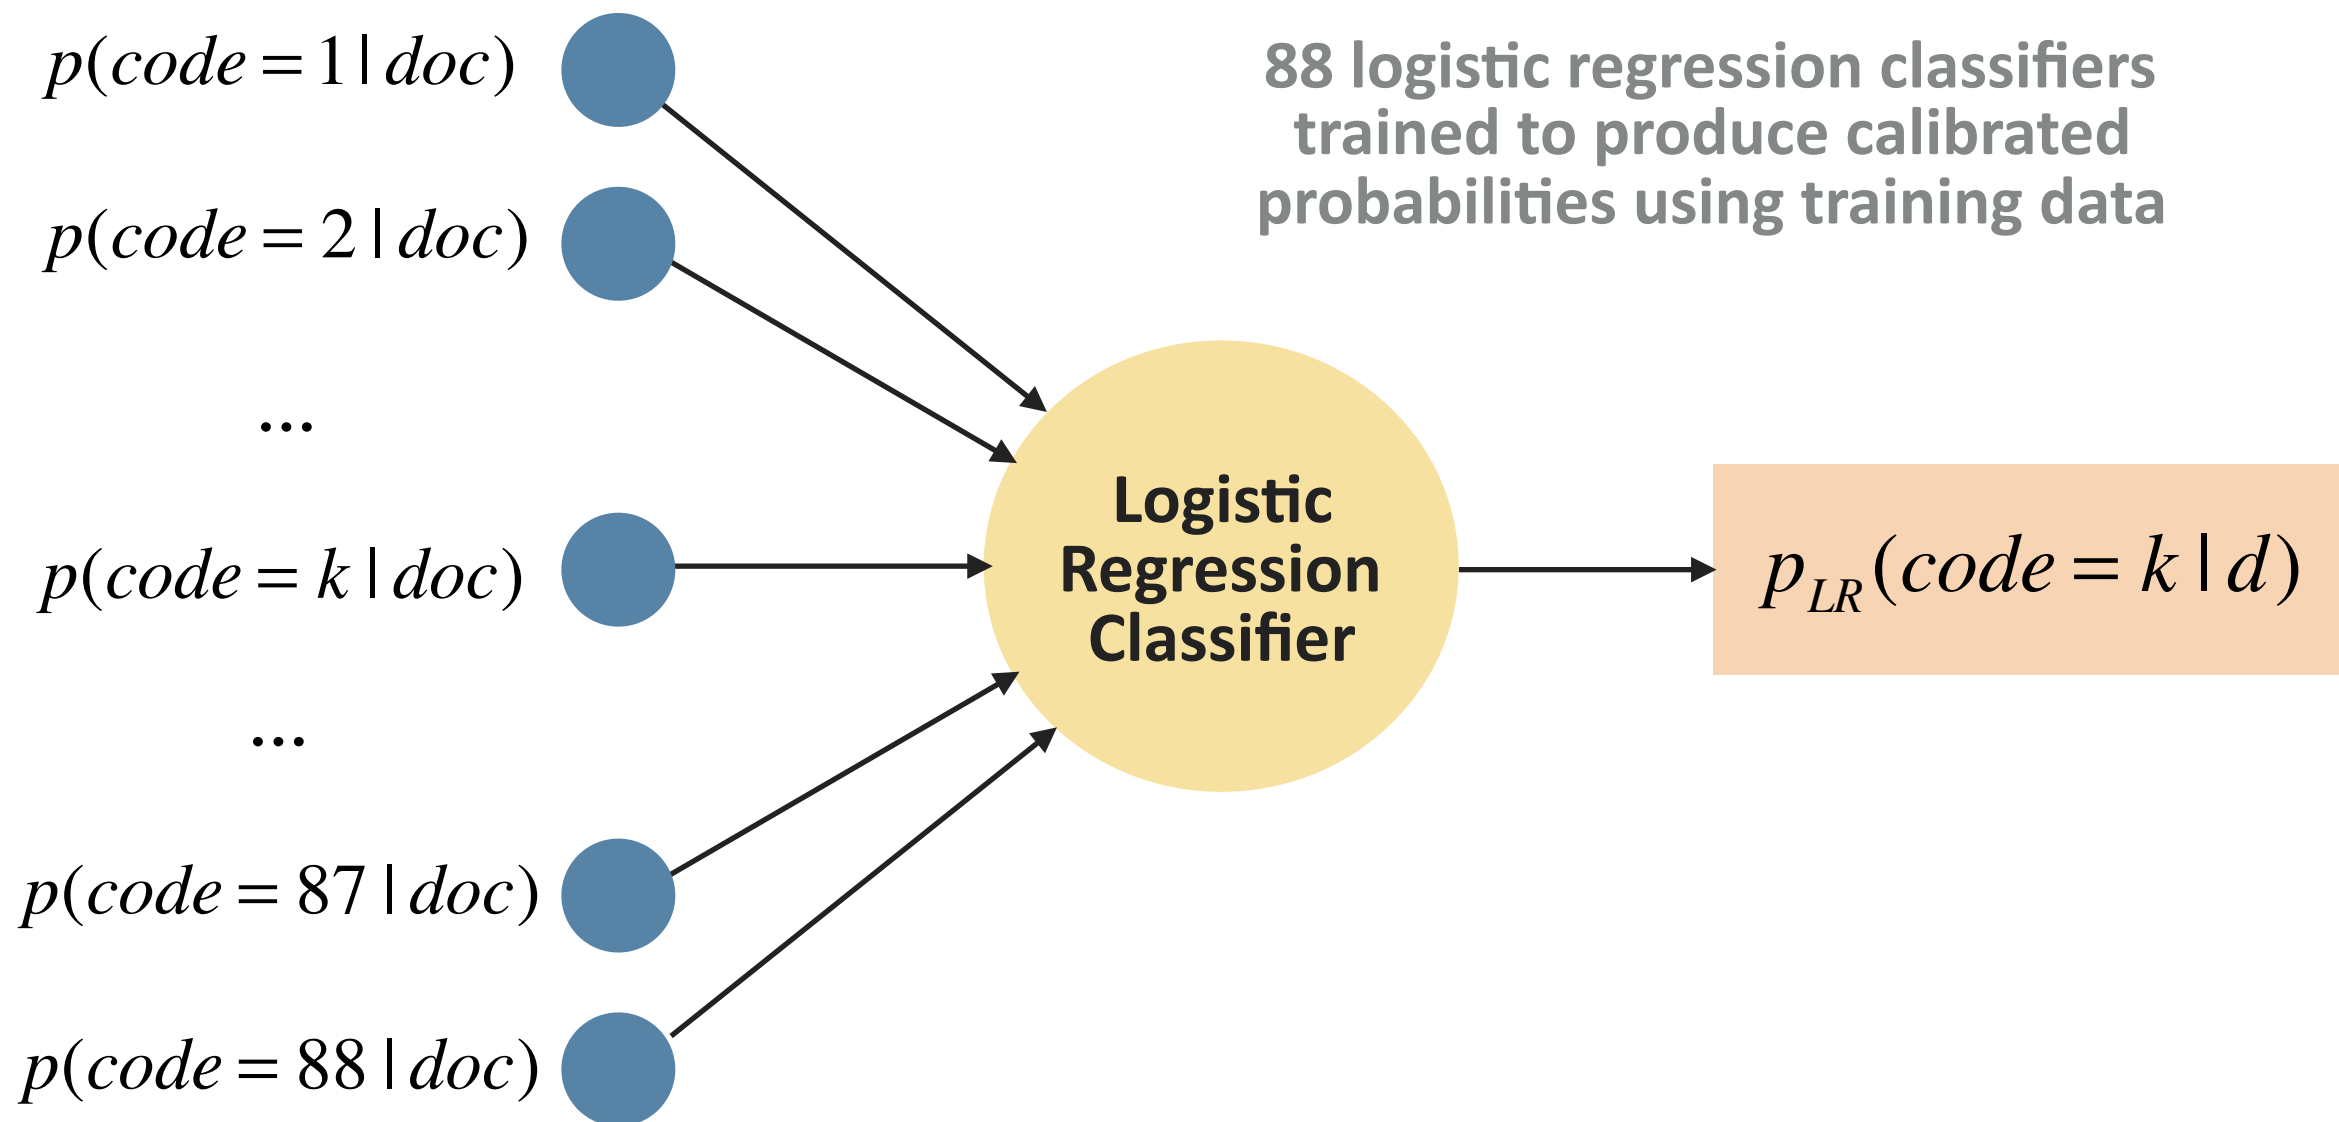 p(code = 1 | doc)
p(code = 2 | doc)
...
p(code = k | doc)
...
p(code = 87 | doc)
p(code = 88 | doc)
88 logistic regression classifiers
trained to produce calibrated
probabilities using training data
Logistic
Regression
Classifier
p_LR(code = k | d)